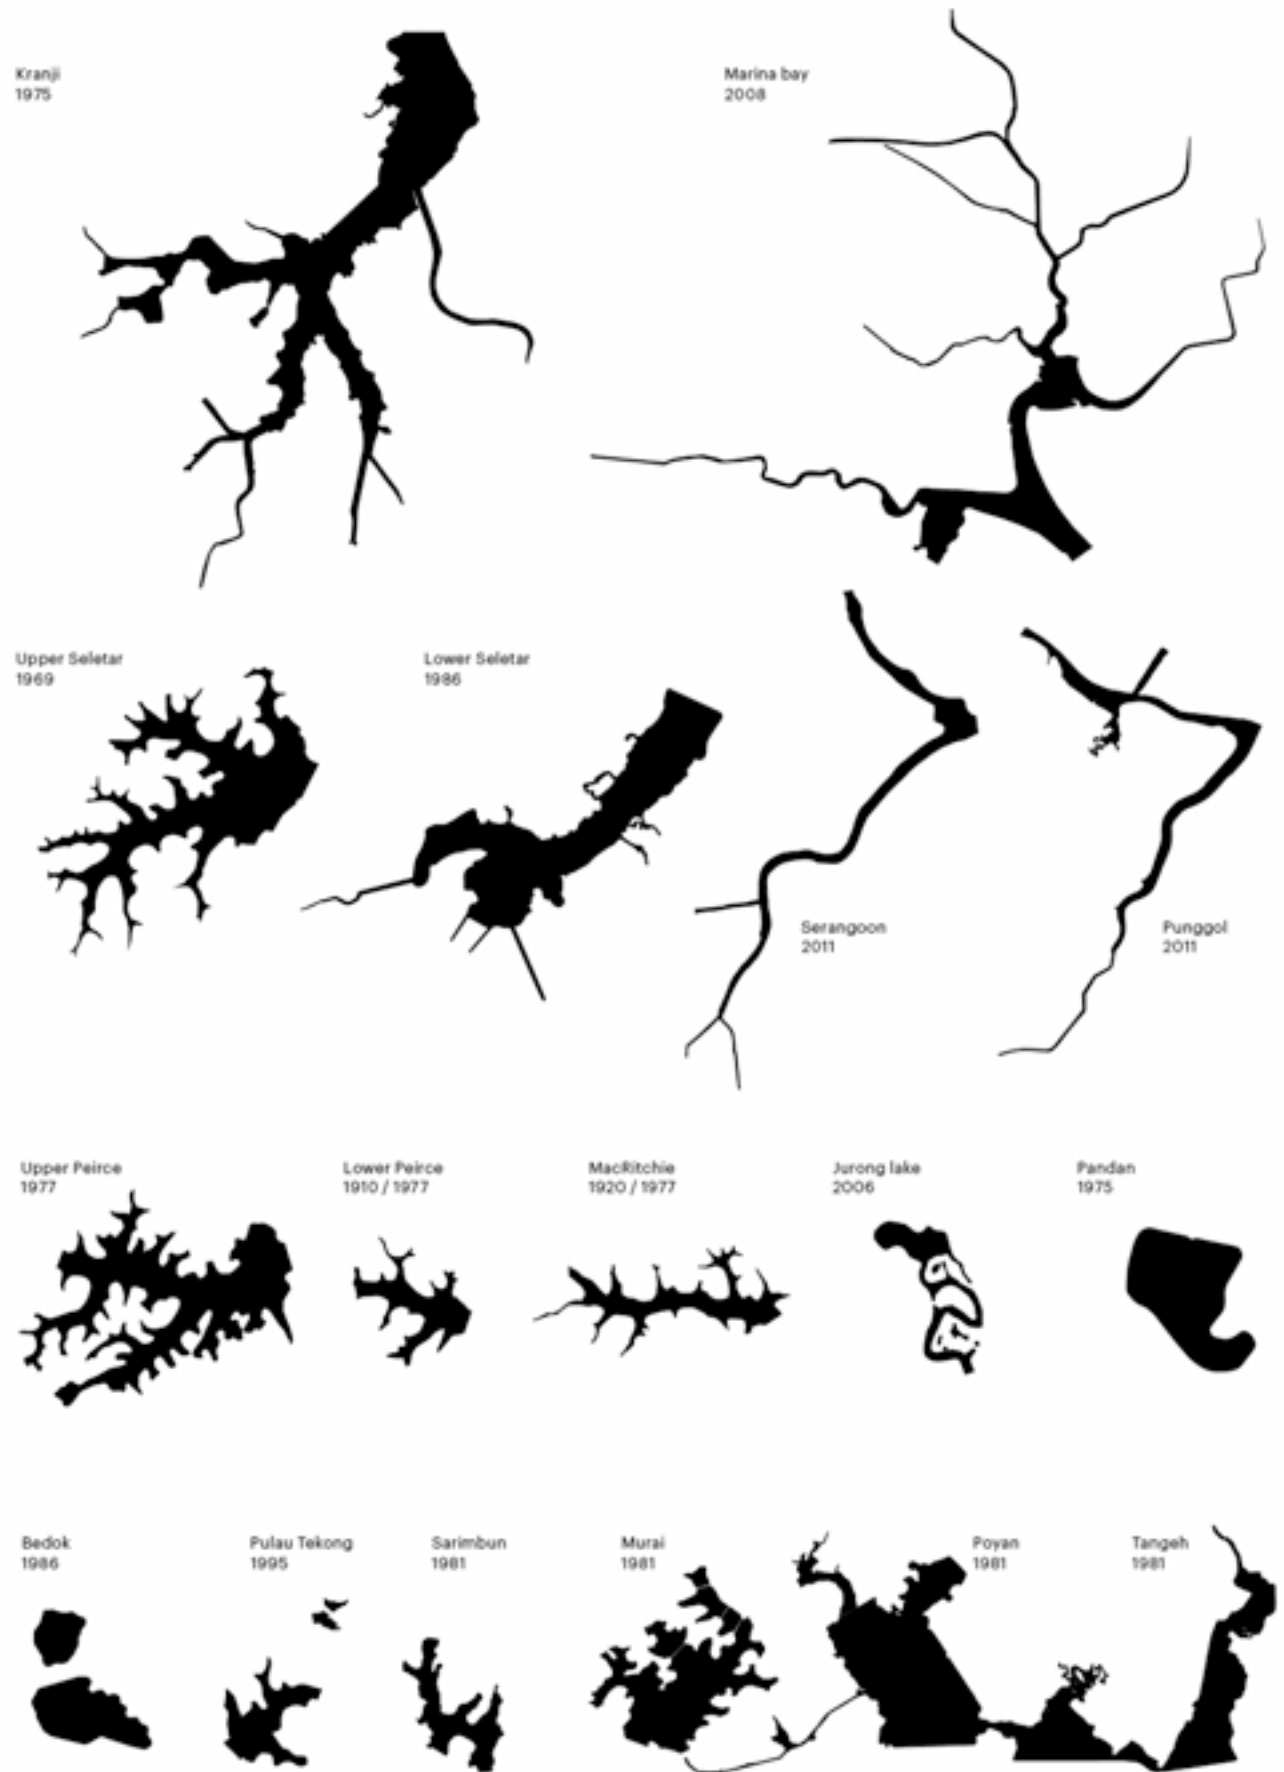 Kranji
1975
Marina bay
2008
Upper Seletar
1969
Lower Seletar
1986
Serangoon
2011
Punggol
2011
Upper Peirce
1977
Lower Peirce
1910 / 1977
MacRitchie
1920 / 1977
Jurong lake
2006
Pandan
1975
Bedok
1986
Pulau Tekong
1995
Sarimbun
1981
Murai
1981
Poyan
1981
Tangeh
1981